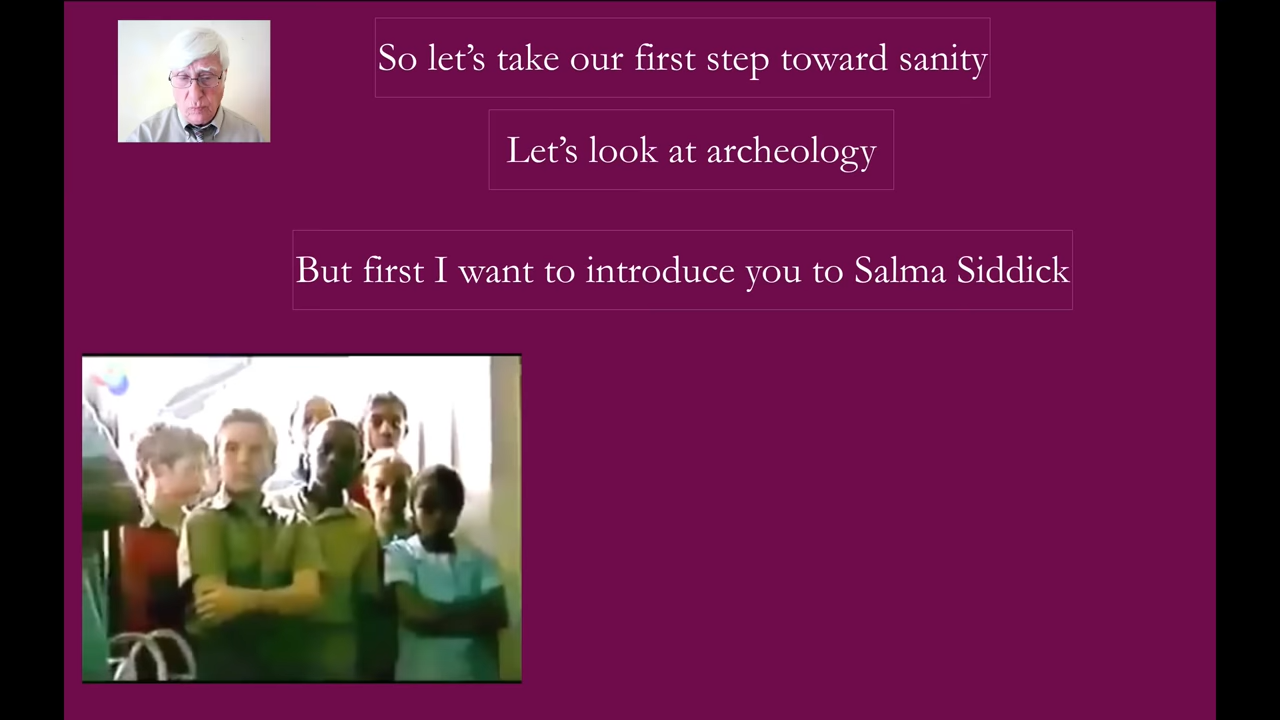 So let’s take our first step toward sanity
Let’s look at archeology
But first I want to introduce you to Salma Siddick